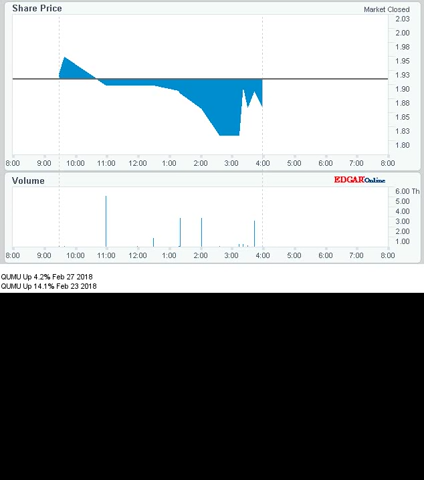 Share Price
Market Closed
2.03
2.00
1.98
1.95
1.93
1.90
1.88
1.85
1.83
1.80
8:00 9:00 10:00 11:00 12:00 1:00 2:00 3:00 4:00 5:00 6:00 7:00 8:00
Volume
EDGAROnline
6.00 Th
5.00
4.00
3.00
2.00
1.00
8:00 9:00 10:00 11:00 12:00 1:00 2:00 3:00 4:00 5:00 6:00 7:00 8:00
QUMU Up 4.2% Feb 27 2018
QUMU Up 14.1% Feb 23 2018